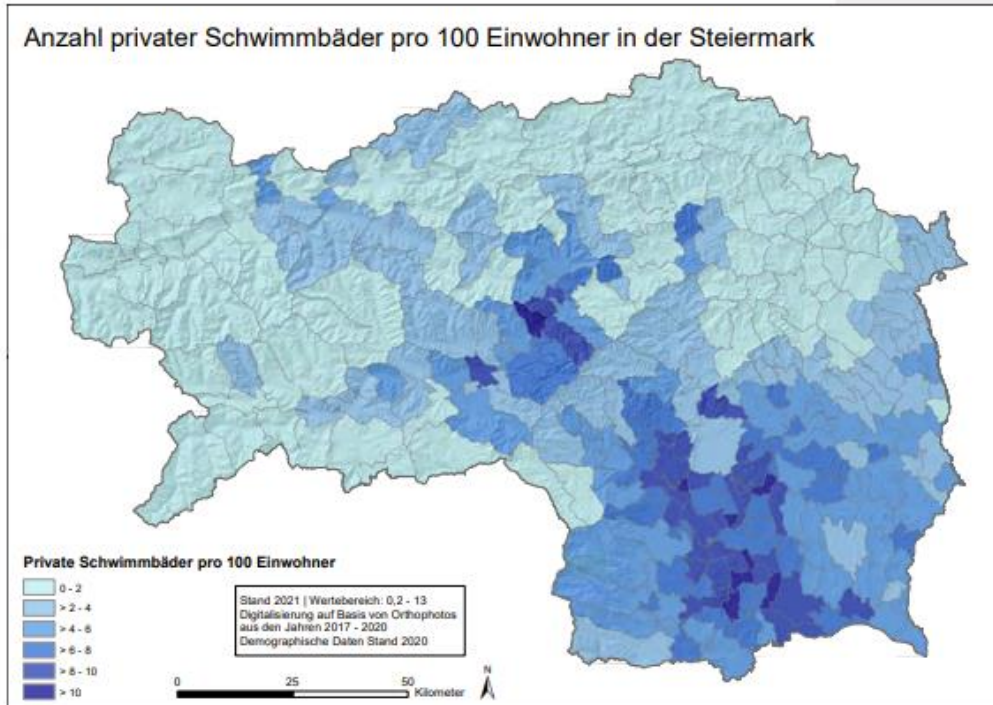 Anzahl privater Schwimmbäder pro 100 Einwohner in der Steiermark
Private Schwimmbäder pro 100 Einwohner
0 - 2
> 2 - 4
> 4 - 6
> 6 - 8
> 8 - 10
> 10
Stand 2021 | Wertebereich: 0,2 - 13
Digitalisierung auf Basis von Orthophotos
aus den Jahren 2017 - 2020
Demographische Daten Stand 2020
0 25 50 Kilometer
N